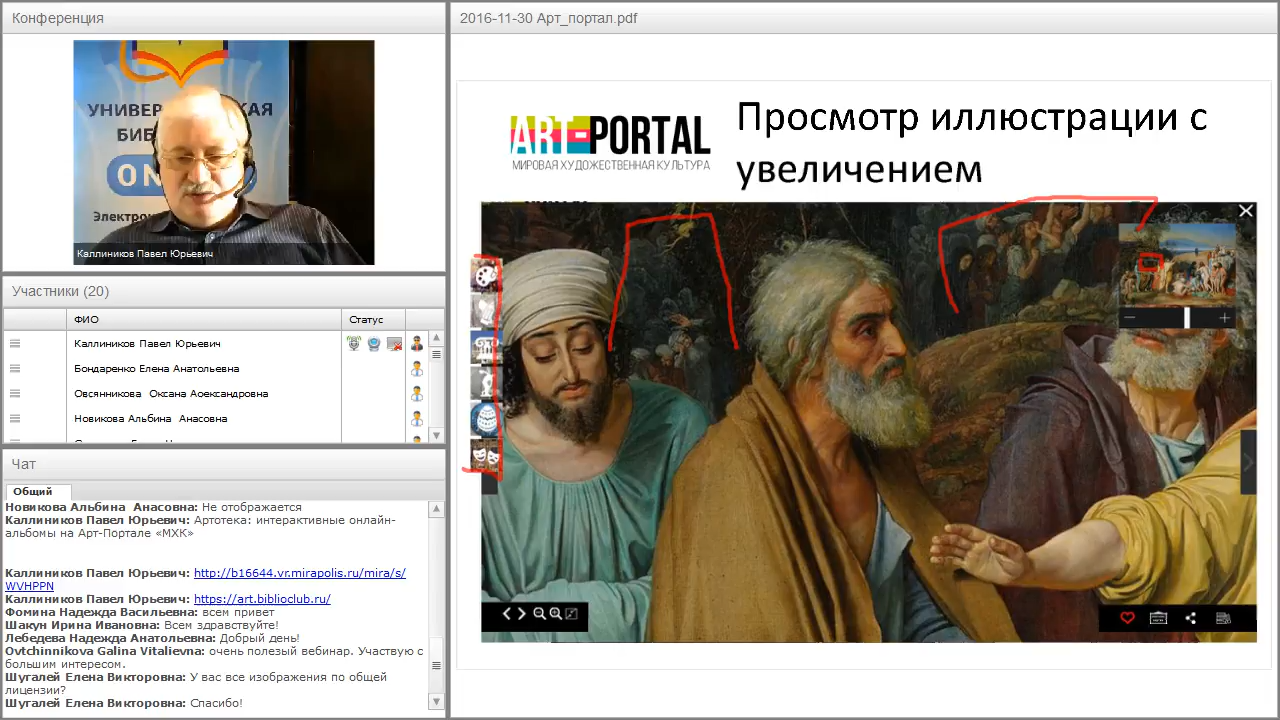 Конференция
УНИВЕР КАЯ
БИБ
ON
Электро
Каллиников Павел Юрьевич
Участники (20)
ФИО Статус
Каллиников Павел Юрьевич
Бондаренко Елена Анатольевна
Овсянникова Оксана Аоександровна
Новикова Альбина Анасовна
Чат
Общий
Новикова Альбина Анасовна: Не отображается
Каллиников Павел Юрьевич: Артотека: интерактивные онлайн-
альбомы на Арт-Портале «МХК»
Каллиников Павел Юрьевич: http://b16644.vr.mirapolis.ru/mira/s/
WVHPPN
Каллиников Павел Юрьевич: https://art.biblioclub.ru/
Фомина Надежда Васильевна: всем привет
Шакун Ирина Ивановна: Всем здравствуйте!
Лебедева Надежда Анатольевна: Добрый день!
Ovtchinnikova Galina Vitalievna: очень полезый вебинар. Участвую с
большим интересом.
Шугалей Елена Викторовна: У вас все изображения по общей
лицензии?
Шугалей Елена Викторовна: Спасибо!
2016-11-30 Арт_портал.pdf
ART-PORTAL
МИРОВАЯ ХУДОЖЕСТВЕННАЯ КУЛЬТУРА
Просмотр иллюстрации с
увеличением